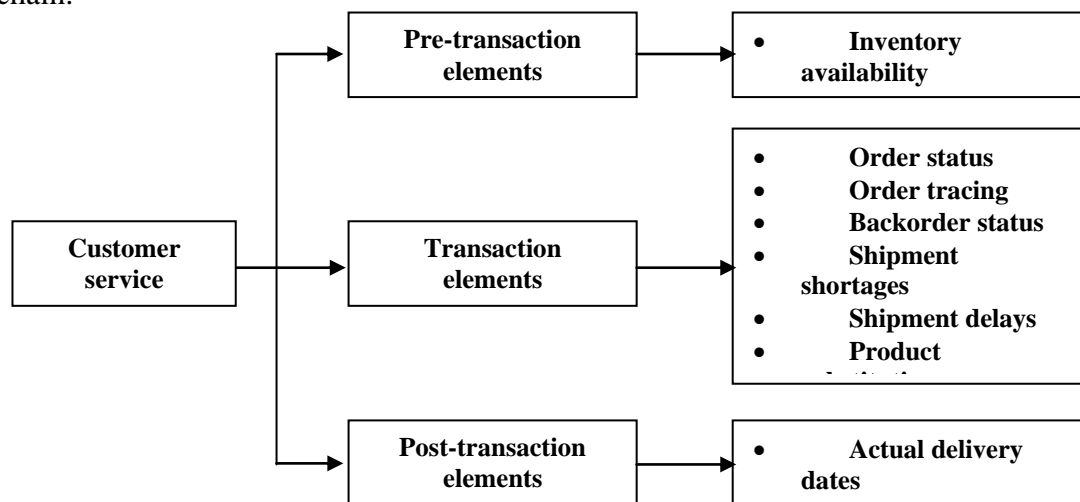 Pre-transaction
elements
• Inventory
availability
Customer
service
Transaction
elements
• Order status
• Order tracing
• Backorder status
• Shipment
shortages
• Shipment delays
• Product
Post-transaction
elements
• Actual delivery
dates